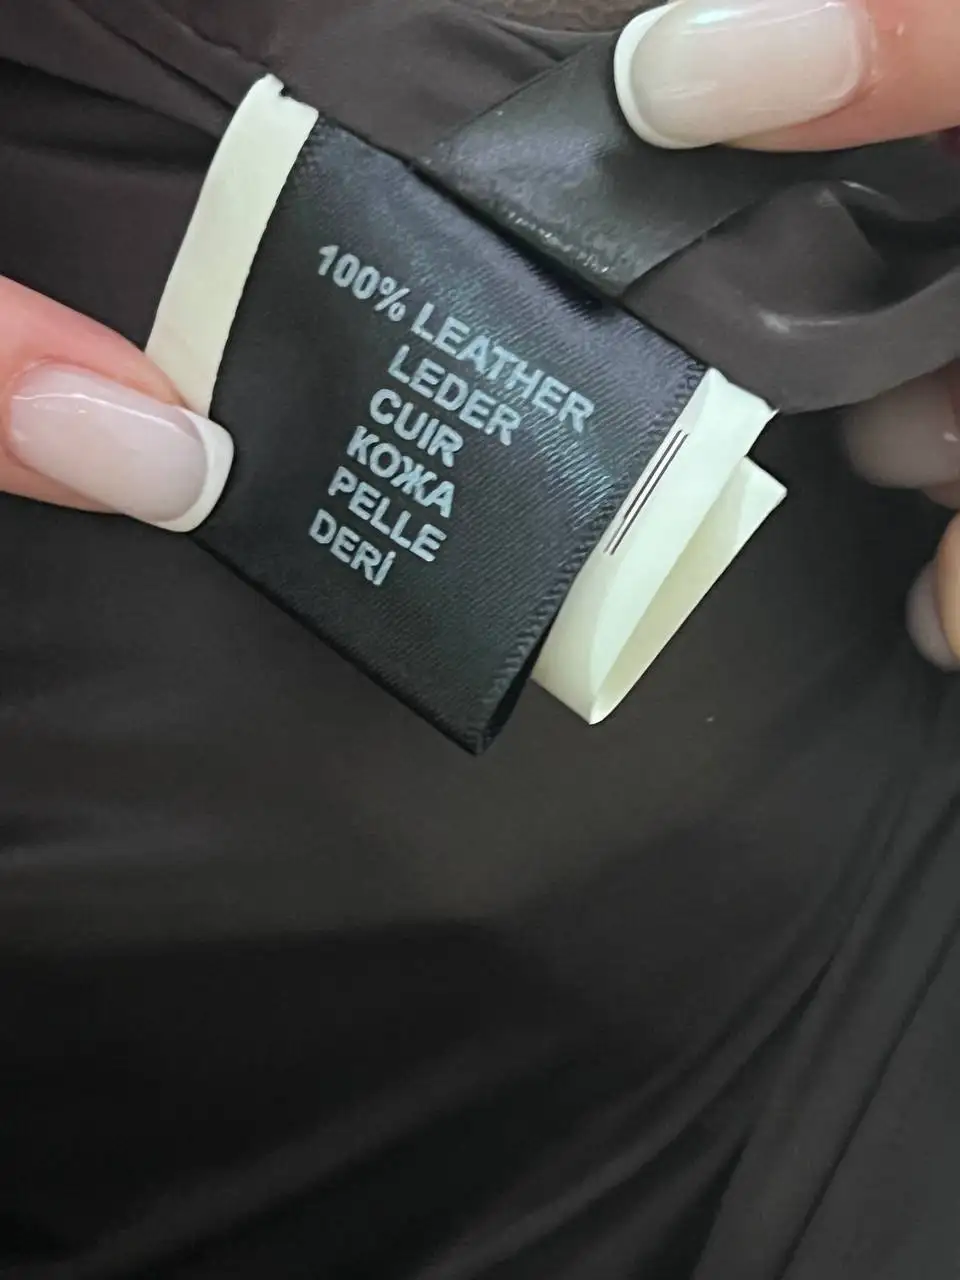 100% LEATHER
LEDER
CUIR
КОЖА
PELLE
DERİ